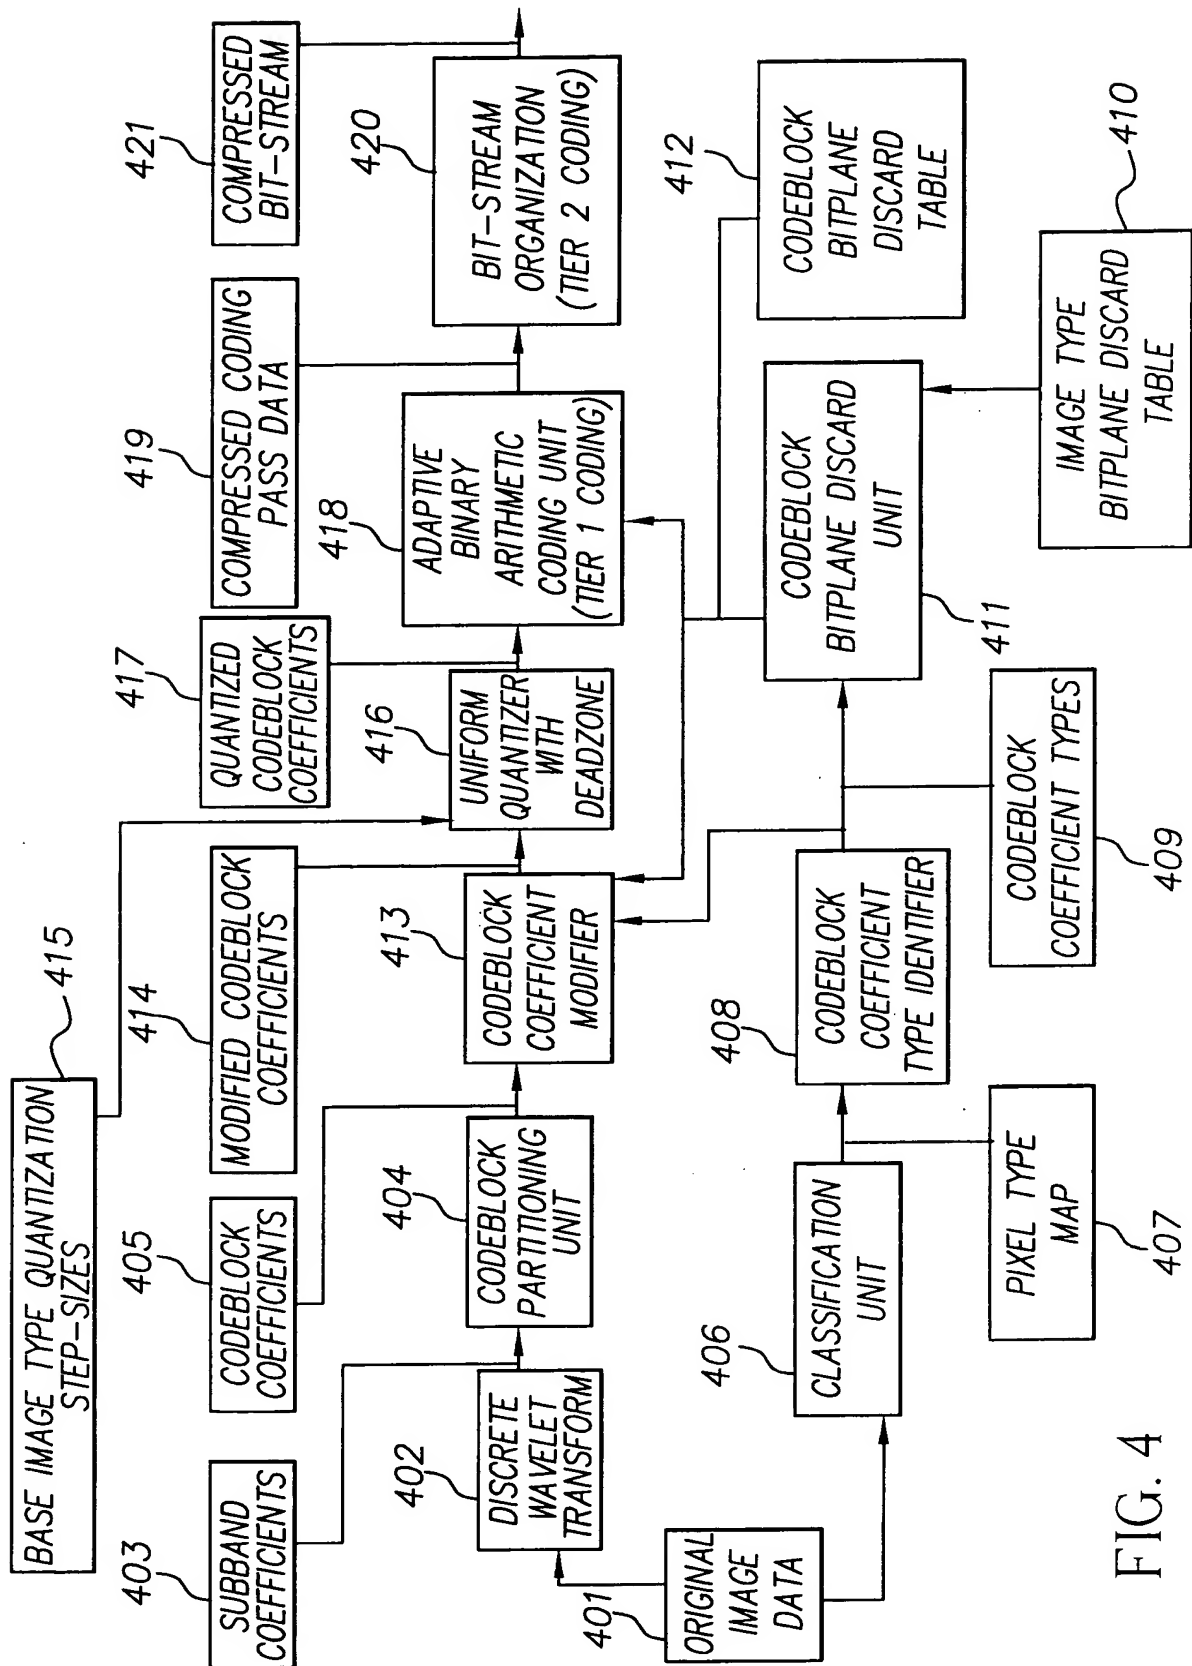 BASE IMAGE TYPE QUANTIZATION
STEP-SIZES
415
SUBBAND
COEFFICIENTS
403
CODEBLOCK
COEFFICIENTS
405
MODIFIED CODEBLOCK
COEFFICIENTS
414
QUANTIZED
CODEBLOCK
COEFFICIENTS
417
COMPRESSED CODING
PASS DATA
419
COMPRESSED
BIT-STREAM
421
ORIGINAL
IMAGE
DATA
401
DISCRETE
WAVELET
TRANSFORM
402
CODEBLOCK
PARTITIONING
UNIT
404
CODEBLOCK
COEFFICIENT
MODIFIER
413
UNIFORM
QUANTIZER
WITH
DEADZONE
416
ADAPTIVE
BINARY
ARITHMETIC
CODING UNIT
(TIER 1 CODING)
418
BIT-STREAM
ORGANIZATION
(TIER 2 CODING)
420
CLASSIFICATION
UNIT
406
PIXEL TYPE
MAP
407
CODEBLOCK
COEFFICIENT
TYPE IDENTIFIER
408
CODEBLOCK
COEFFICIENT TYPES
409
CODEBLOCK
BITPLANE DISCARD
UNIT
411
CODEBLOCK
BITPLANE
DISCARD
TABLE
412
IMAGE TYPE
BITPLANE DISCARD
TABLE
410
FIG. 4